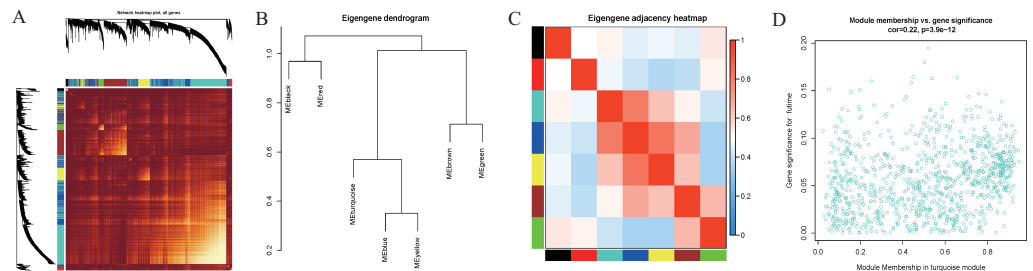 A
Network heatmap plot, all genes
B
Eigengene dendrogram
1.0
0.8
0.6
0.4
0.2
MEblack
MEred
MEturquoise
MEblue
MEyellow
MEbrown
MEgreen
C
Eigengene adjacency heatmap
1
0.8
0.6
0.4
0.2
0
D
Module membership vs. gene significance
cor=0.22, p=3.9e−12
Gene significance for futime
0.20
0.15
0.10
0.05
0.00
0.0
0.2
0.4
0.6
0.8
Module Membership in turquoise module